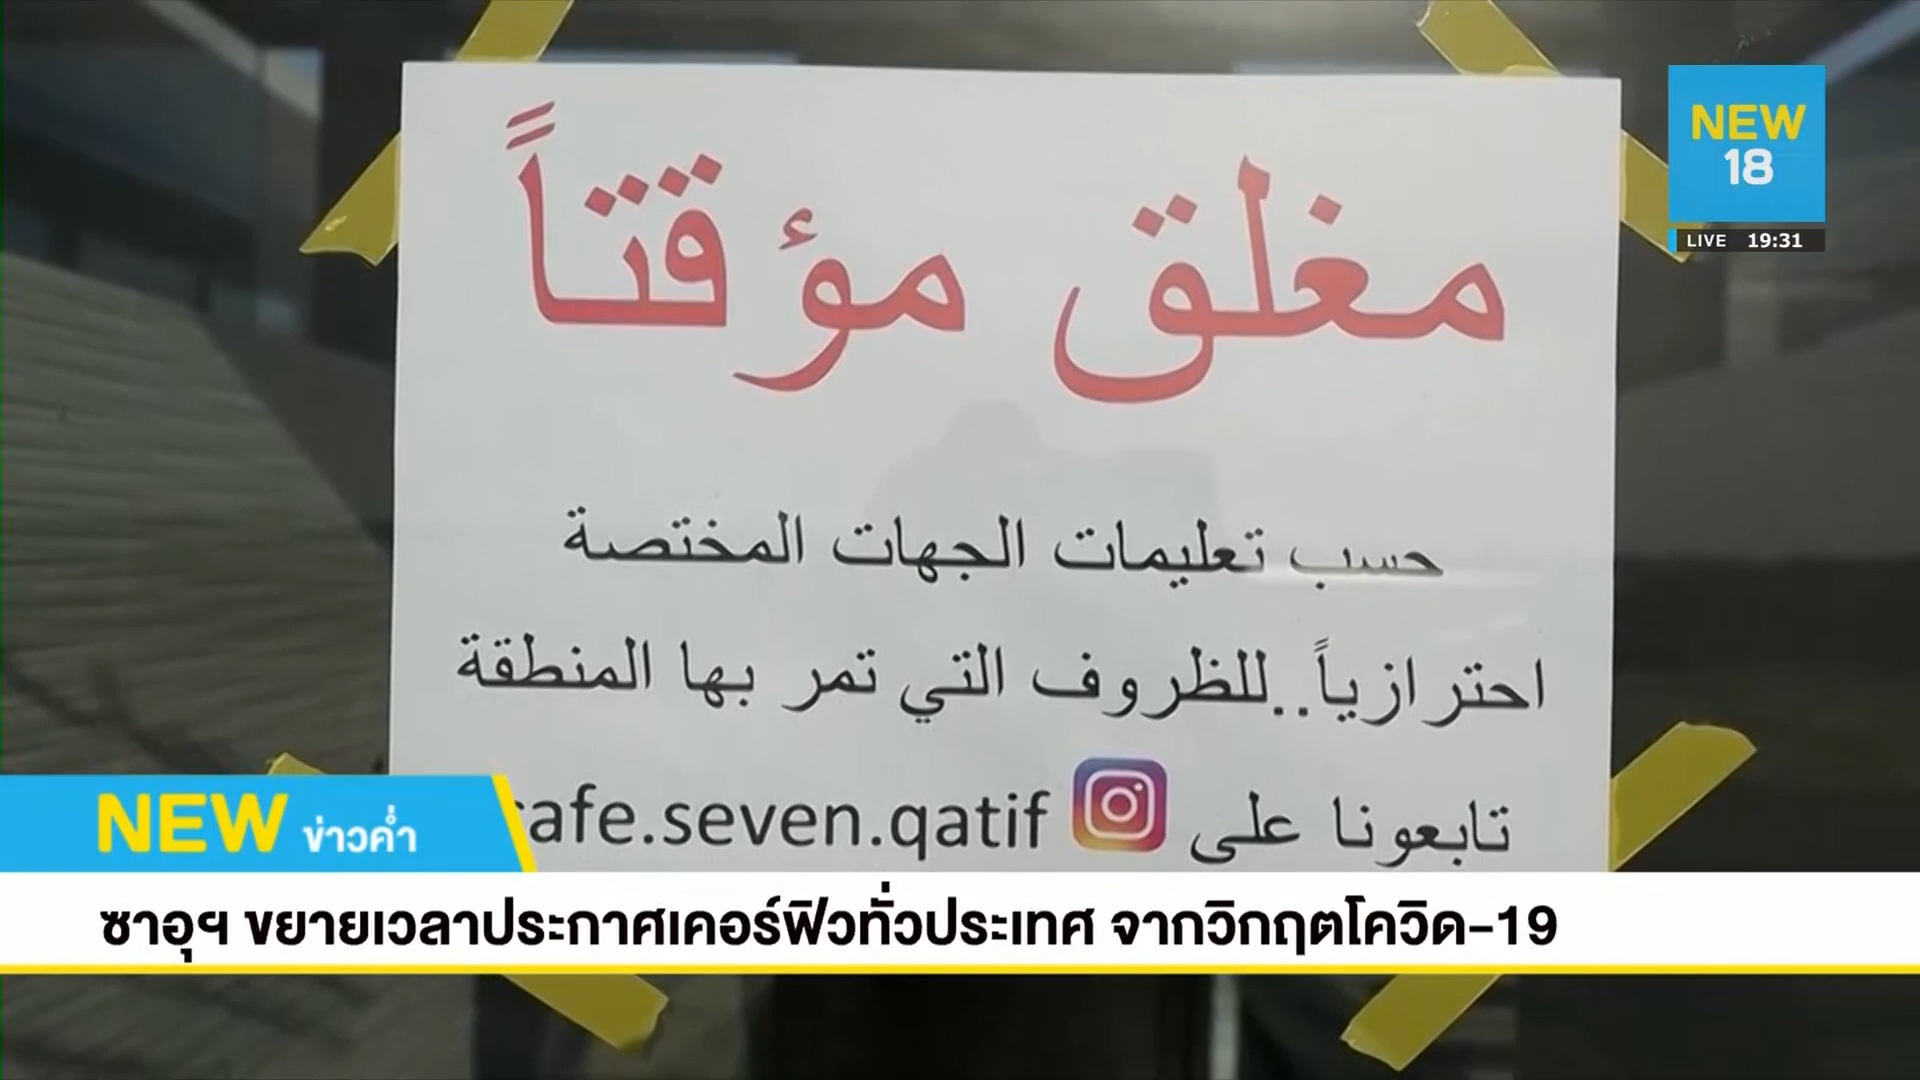 مغلق مؤقتاً
NEW
18
LIVE 19:31
حسب تعليمات الجهات المختصة
احترازياً..للظروف التي تمر بها المنطقة
تابعونا على
afe.seven.qatif
NEW ข่าวค่ำ
ซาอุฯ ขยายเวลาประกาศเคอร์ฟิวทั่วประเทศ จากวิกฤตโควิด-19